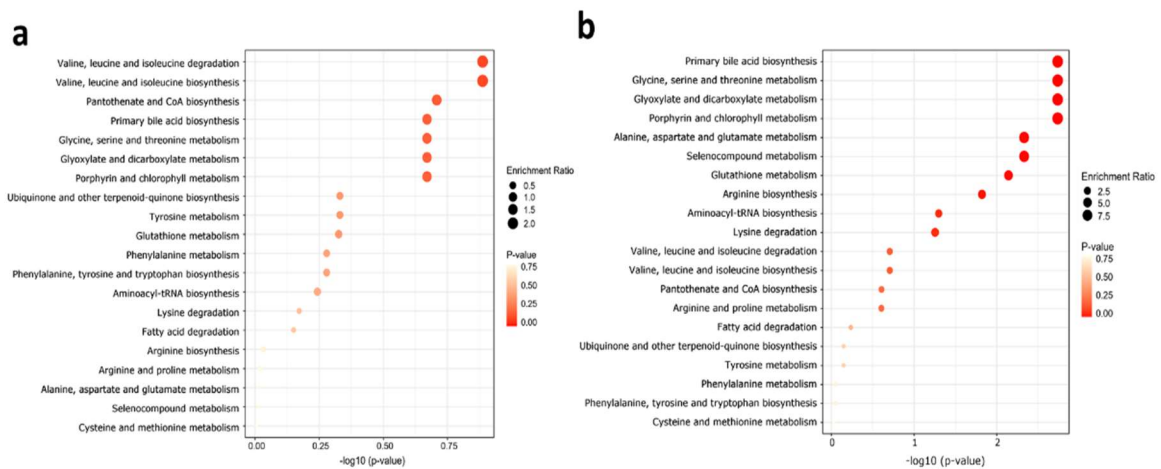 a
Valine, leucine and isoleucine degradation
Valine, leucine and isoleucine biosynthesis
Pantothenate and CoA biosynthesis
Primary bile acid biosynthesis
Glycine, serine and threonine metabolism
Glyoxylate and dicarboxylate metabolism
Porphyrin and chlorophyll metabolism
Ubiquinone and other terpenoid-quinone biosynthesis
Tyrosine metabolism
Glutathione metabolism
Phenylalanine metabolism
Phenylalanine, tyrosine and tryptophan biosynthesis
Aminoacyl-tRNA biosynthesis
Lysine degradation
Fatty acid degradation
Arginine biosynthesis
Arginine and proline metabolism
Alanine, aspartate and glutamate metabolism
Selenocompound metabolism
Cysteine and methionine metabolism
0.00 0.25 0.50 0.75
-log10 (p-value)
Enrichment Ratio
0.5
1.0
1.5
2.0
P-value
0.75
0.50
0.25
0.00
b
Primary bile acid biosynthesis
Glycine, serine and threonine metabolism
Glyoxylate and dicarboxylate metabolism
Porphyrin and chlorophyll metabolism
Alanine, aspartate and glutamate metabolism
Selenocompound metabolism
Glutathione metabolism
Arginine biosynthesis
Aminoacyl-tRNA biosynthesis
Lysine degradation
Valine, leucine and isoleucine degradation
Valine, leucine and isoleucine biosynthesis
Pantothenate and CoA biosynthesis
Arginine and proline metabolism
Fatty acid degradation
Ubiquinone and other terpenoid-quinone biosynthesis
Tyrosine metabolism
Phenylalanine metabolism
Phenylalanine, tyrosine and tryptophan biosynthesis
Cysteine and methionine metabolism
0 1 2
-log10 (p-value)
Enrichment Ratio
2.5
5.0
7.5
P-value
0.75
0.50
0.25
0.00